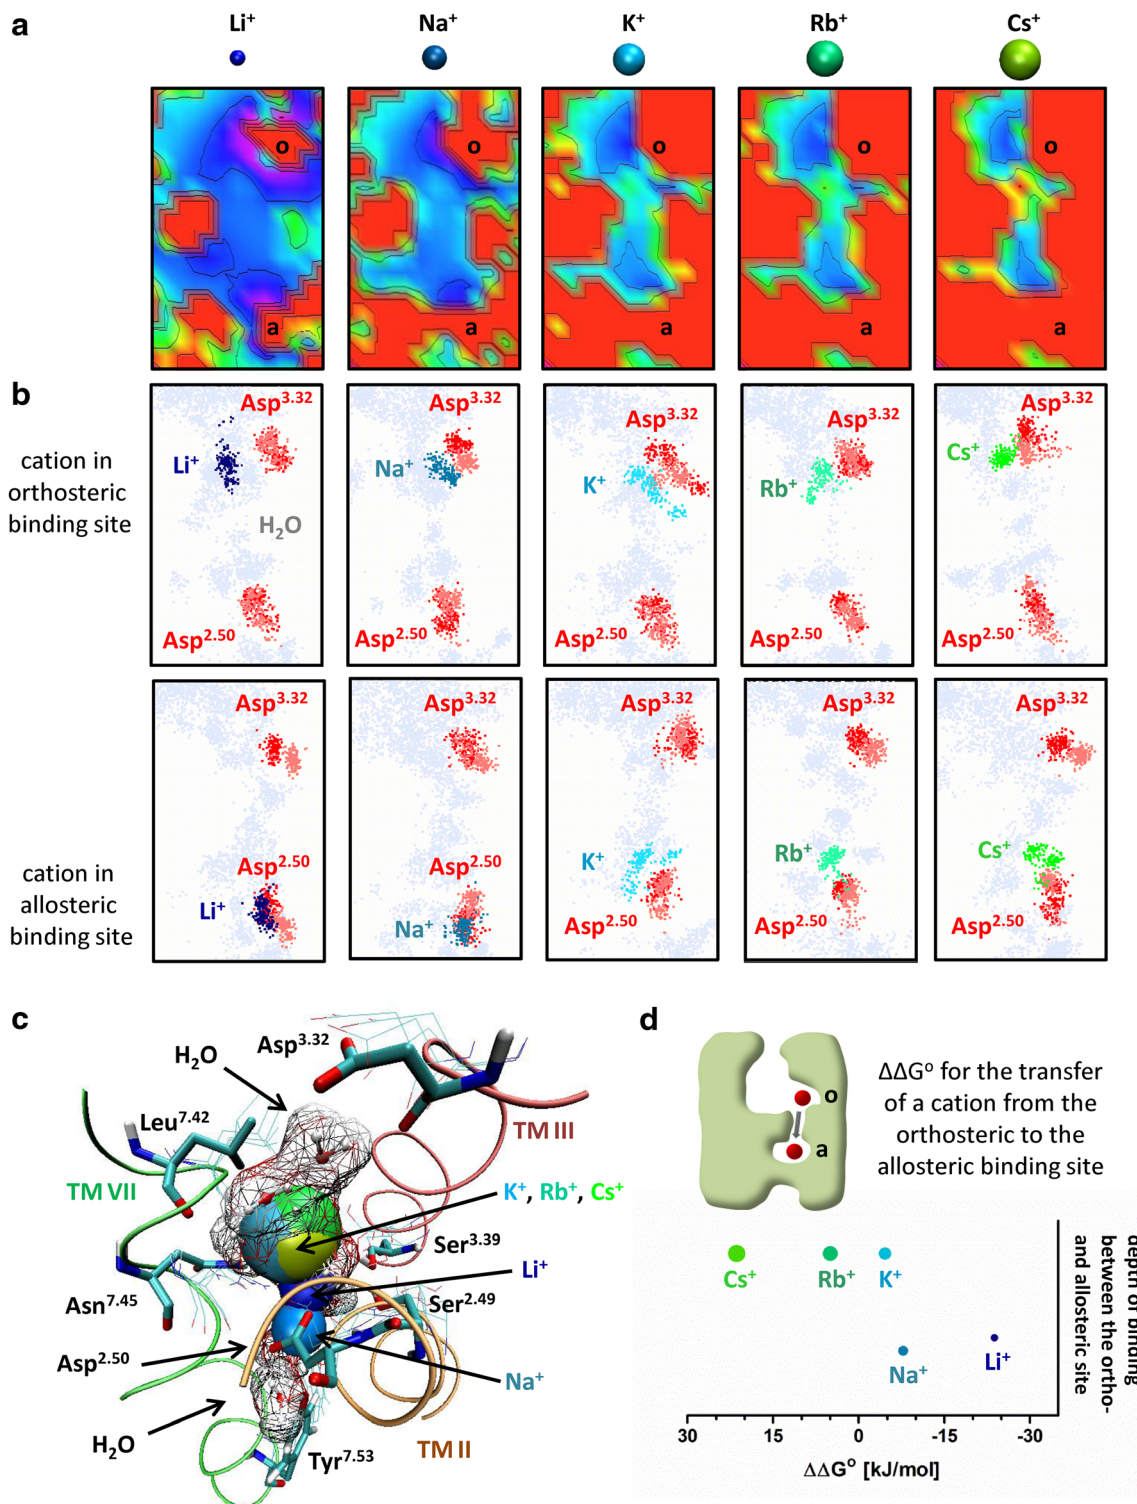 a
Li⁺ Na⁺ K⁺ Rb⁺ Cs⁺
o o o o o
a a a a a
b
Asp³·³² Asp³·³² Asp³·³² Asp³·³² Asp³·³²
cation in
orthosteric
binding site
Li⁺ Na⁺ K⁺ Rb⁺ Cs⁺
H₂O
Asp²·⁵⁰ Asp²·⁵⁰ Asp²·⁵⁰ Asp²·⁵⁰ Asp²·⁵⁰
Asp³·³² Asp³·³² Asp³·³² Asp³·³² Asp³·³²
cation in
allosteric
binding site
Asp²·⁵⁰ Asp²·⁵⁰
K⁺ Rb⁺ Cs⁺
Li⁺ Na⁺
Asp²·⁵⁰ Asp²·⁵⁰ Asp²·⁵⁰
c
Asp³·³²
H₂O
Leu⁷·⁴²
TM III
TM VII
K⁺, Rb⁺, Cs⁺
Ser³·³⁹
Li⁺
Asn⁷·⁴⁵
Ser²·⁴⁹
Asp²·⁵⁰
Na⁺
H₂O
TM II
Tyr⁷·⁵³
d
o
a
ΔΔG° for the transfer
of a cation from the
orthosteric to the
allosteric binding site
Cs⁺ Rb⁺ K⁺
Na⁺ Li⁺
depth of binding
between the ortho-
and allosteric site
30 15 0 -15 -30
ΔΔG° [kJ/mol]